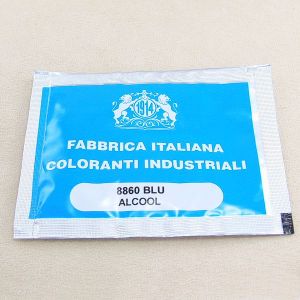 1914
FABBRICA ITALIANA
COLORANTI INDUSTRIALI
8860 BLU
ALCOOL